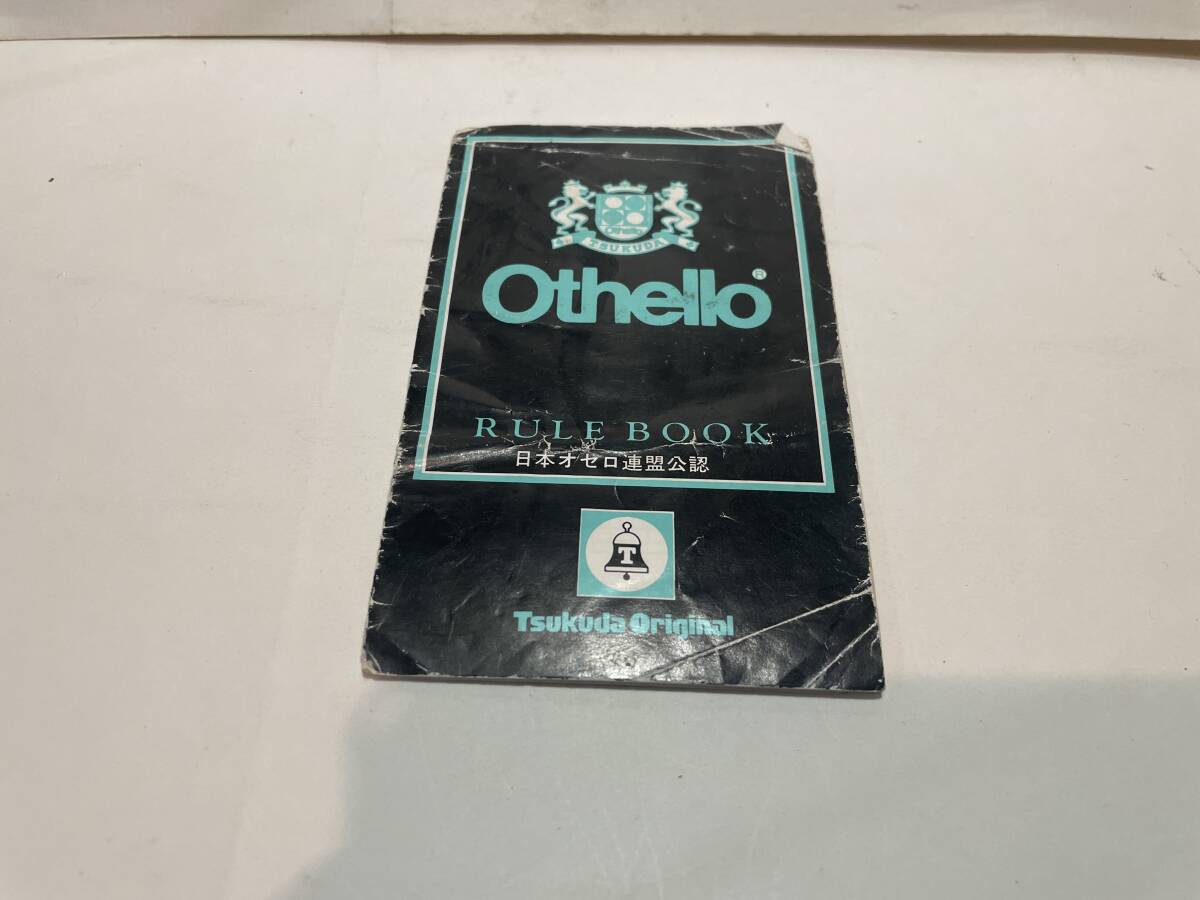 Othello
TSUKUDA
Othello®
RULE BOOK
日本オセロ連盟公認
T
Tsukuda Original